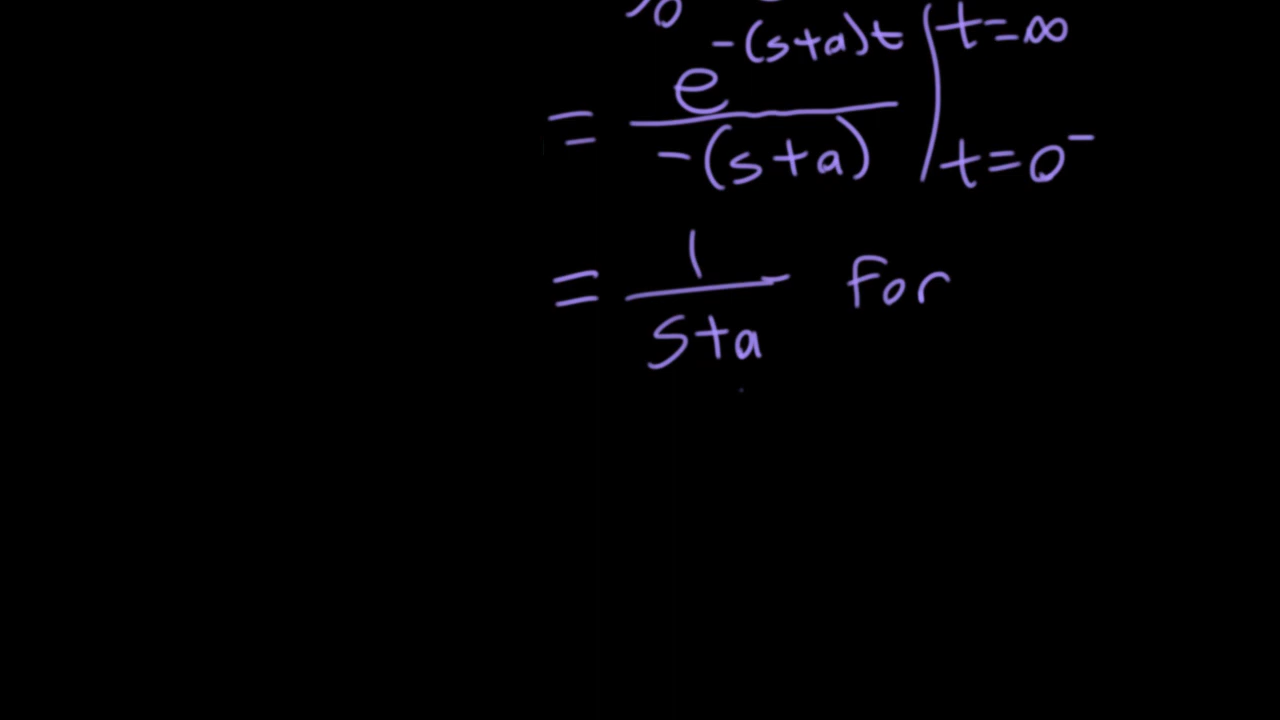 = e^{-(s+a)t} / -(s+a) | t=∞ t=0⁻
= 1 / s+a for